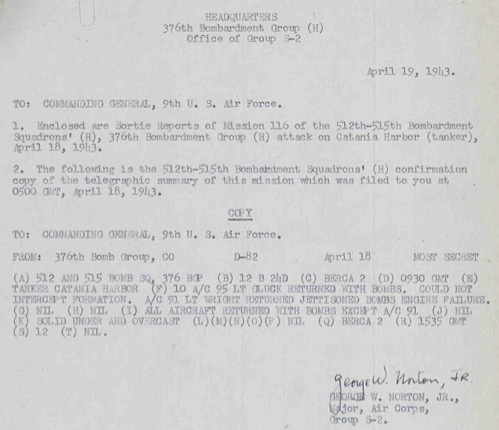 HEADQUARTERS
376th Bombardment Group (H)
Office of Group S-2
April 19, 1943.
TO: COMMANDING GENERAL, 9th U. S. Air Force.
1. Enclosed are Sortie Reports of Mission 116 of the 512th-515th Bombardment
Squadrons' (H), 376th Bombardment Group (H) attack on Catania Harbor (tanker),
April 18, 1943.
2. The following is the 512th-515th Bombardment Squadrons' (H) confirmation
copy of the telegraphic summary of this mission which was filed to you at
0500 GMT, April 18, 1943.
COPY
TO: COMMANDING GENERAL, 9th U. S. Air Force.
FROM: 376th Bomb Group, CO D-82 April 18 MOST SECRET
(A) 512 AND 515 BOMB SQ, 376 BGP (B) 12 B 24D (C) BERCA 2 (D) 0930 GMT (E)
TANKER CATANIA HARBOR (F) 10 A/C 95 LT GLUCK RETURNED WITH BOMBS. COULD NOT
INTERCEPT FORMATION. A/C 91 LT WRIGHT RETURNED JETTISONED BOMBS ENGINE FAILURE.
(G) NIL (H) NIL (I) ALL AIRCRAFT RETURNED WITH BOMBS EXCEPT A/C 91 (J) NIL
(K) SOLID UNDER AND OVERCAST (L)(M)(N)(O)(P) NIL (Q) BERCA 2 (R) 1535 GMT
(S) 12 (T) NIL.
George W. Norton, JR.
GEORGE W. NORTON, JR.,
Major, Air Corps,
Group S-2.